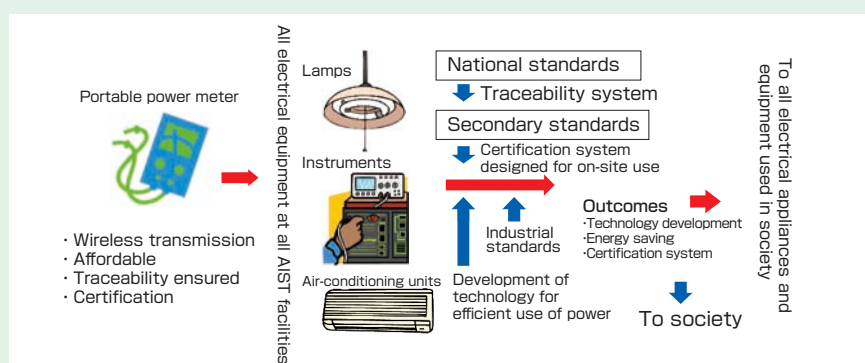 Portable power meter
· Wireless transmission
· Affordable
· Traceability ensured
· Certification
All electrical equipment at all AIST facilities
Lamps
Instruments
Air-conditioning units
National standards
Traceability system
Secondary standards
Certification system
designed for on-site use
Industrial
standards
Development of
technology for
efficient use of power
Outcomes
·Technology development
·Energy saving
·Certification system
To society
To all electrical appliances and
equipment used in society